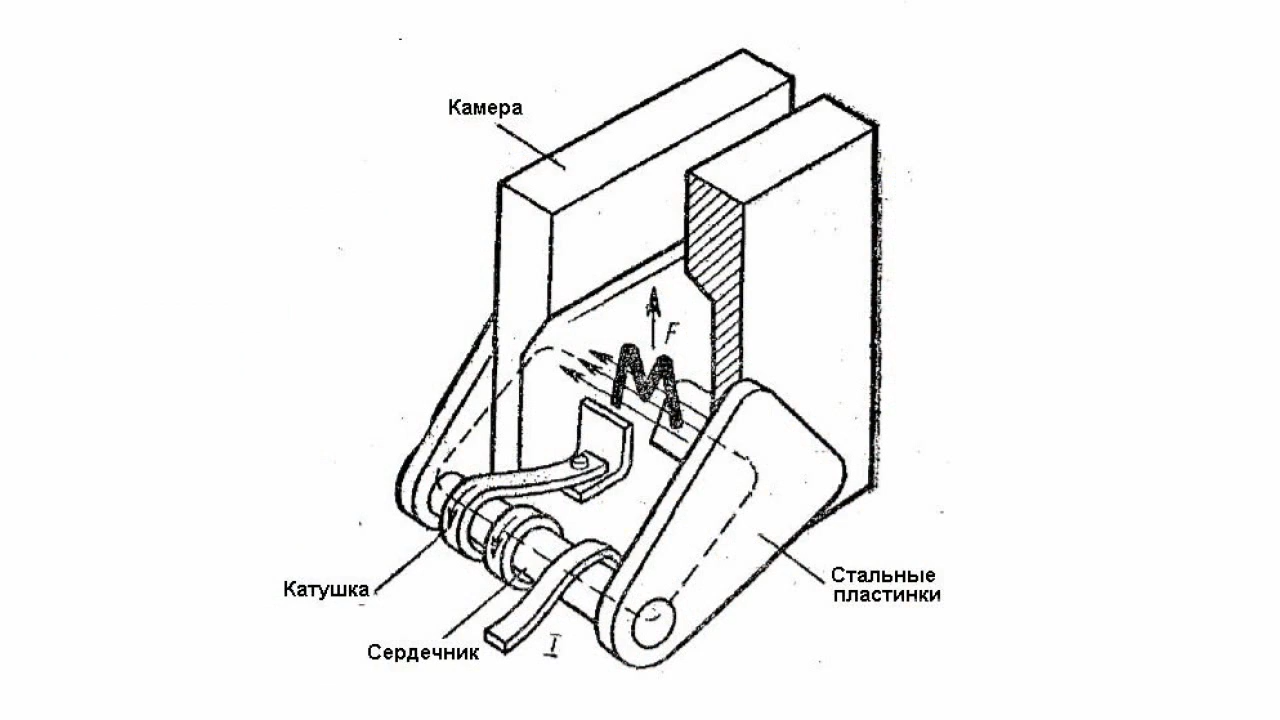 Камера
F
Катушка
Стальные
пластинки
Сердечник
I